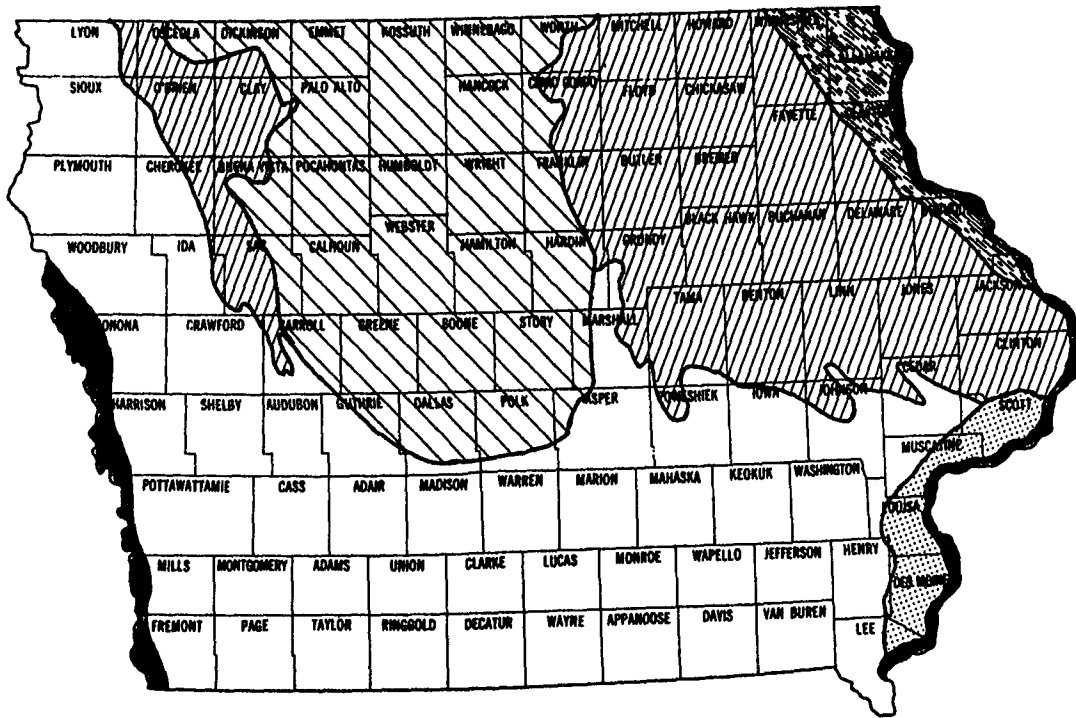 LYON OSCEOLA DICKINSON EMMET KOSSUTH WINNEBAGO WORTH MITCHELL HOWARD WINNESHIEK ALLAMAKEE
SIOUX O'BRIEN CLAY PALO ALTO HANCOCK CERRO GORDO FLOYD CHICKASAW FAYETTE CLAYTON
PLYMOUTH CHEROKEE BUENA VISTA POCAHONTAS HUMBOLDT WRIGHT FRANKLIN BUTLER BREMER
WOODBURY IDA SAC CALHOUN WEBSTER HAMILTON HARDIN GRUNDY BLACK HAWK BUCHANAN DELAWARE
ONONA CRAWFORD CARROLL GREENE BOONE STORY MARSHALL TAMA BENTON LINN JONES JACKSON
CLINTON
HARRISON SHELBY AUDUBON GUTHRIE DALLAS POLK JASPER POWESHIEK IOWA JOHNSON CEDAR SCOTT
MUSCATINE
POTTAWATTAMIE CASS ADAIR MADISON WARREN MARION MAHASKA KEOKUK WASHINGTON LOUISA
MILLS MONTGOMERY ADAMS UNION CLARKE LUCAS MONROE WAPELLO JEFFERSON HENRY DES MOINE
FREMONT PAGE TAYLOR RINGGOLD DECATUR WAYNE APPANOOSE DAVIS VAN BUREN LEE